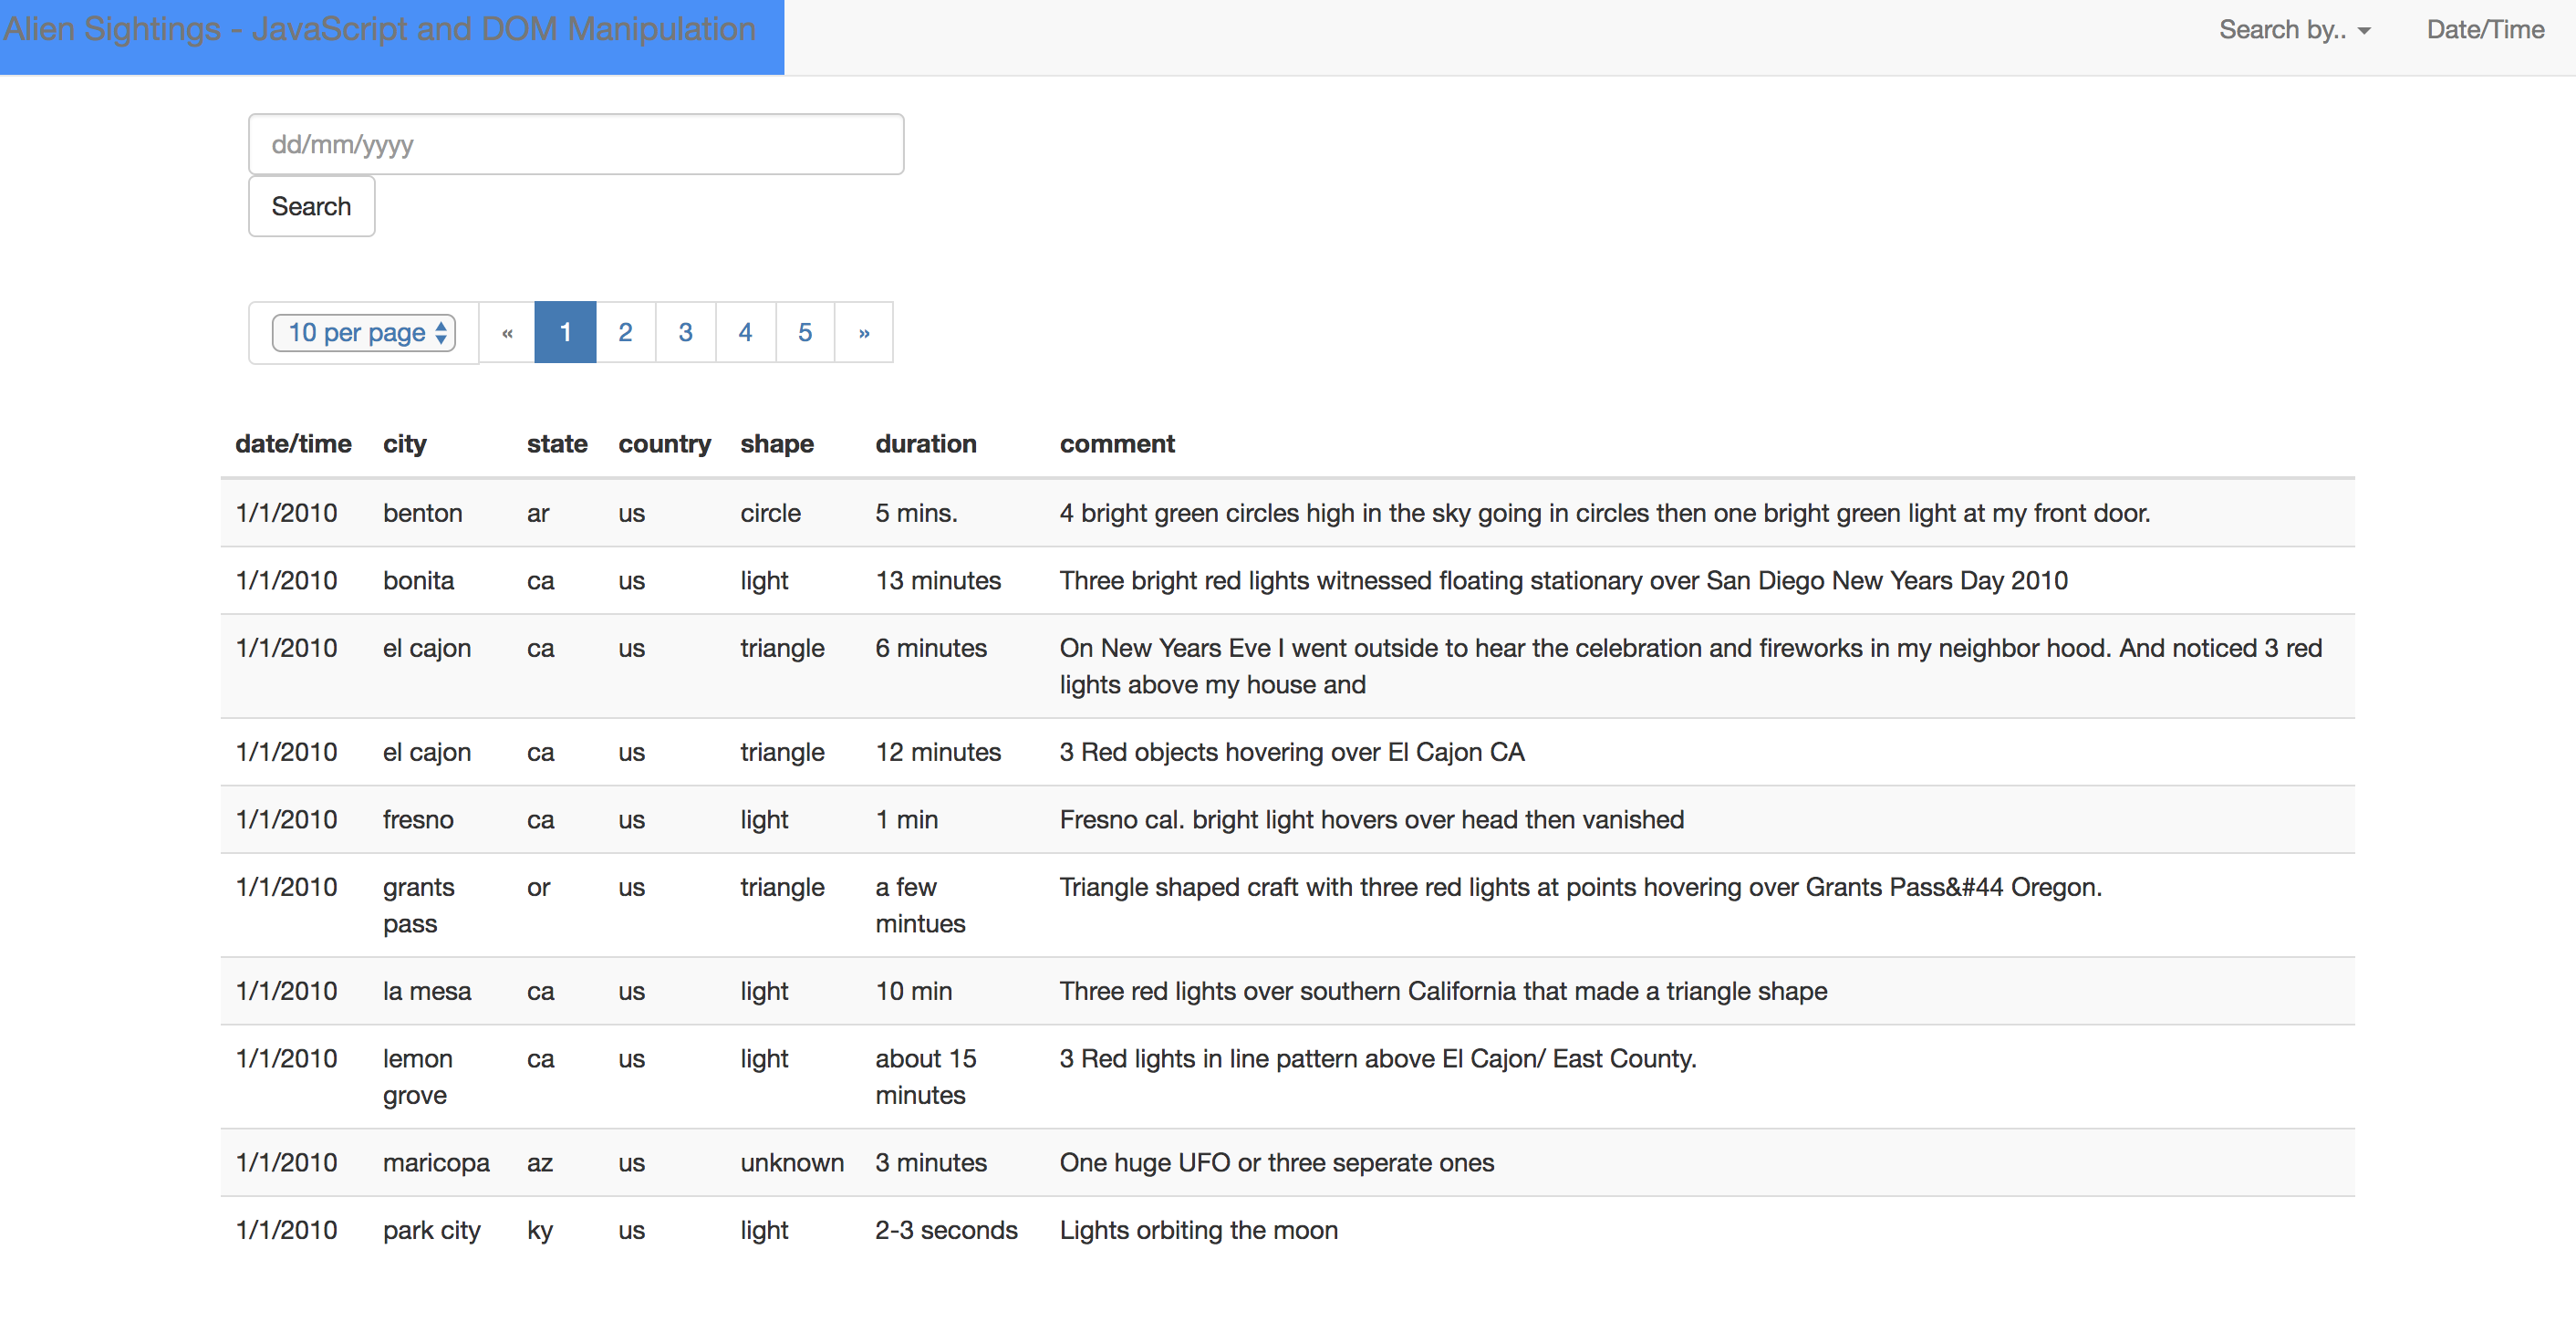 Alien Sightings - JavaScript and DOM Manipulation
Search by..
Date/Time
dd/mm/yyyy
Search
10 per page « 1 2 3 4 5 »
date/time city state country shape duration comment
1/1/2010 benton ar us circle 5 mins. 4 bright green circles high in the sky going in circles then one bright green light at my front door.
1/1/2010 bonita ca us light 13 minutes Three bright red lights witnessed floating stationary over San Diego New Years Day 2010
1/1/2010 el cajon ca us triangle 6 minutes On New Years Eve I went outside to hear the celebration and fireworks in my neighbor hood. And noticed 3 red
lights above my house and
1/1/2010 el cajon ca us triangle 12 minutes 3 Red objects hovering over El Cajon CA
1/1/2010 fresno ca us light 1 min Fresno cal. bright light hovers over head then vanished
1/1/2010 grants or us triangle a few Triangle shaped craft with three red lights at points hovering over Grants Pass&#44 Oregon.
pass mintues
1/1/2010 la mesa ca us light 10 min Three red lights over southern California that made a triangle shape
1/1/2010 lemon ca us light about 15 3 Red lights in line pattern above El Cajon/ East County.
grove minutes
1/1/2010 maricopa az us unknown 3 minutes One huge UFO or three seperate ones
1/1/2010 park city ky us light 2-3 seconds Lights orbiting the moon